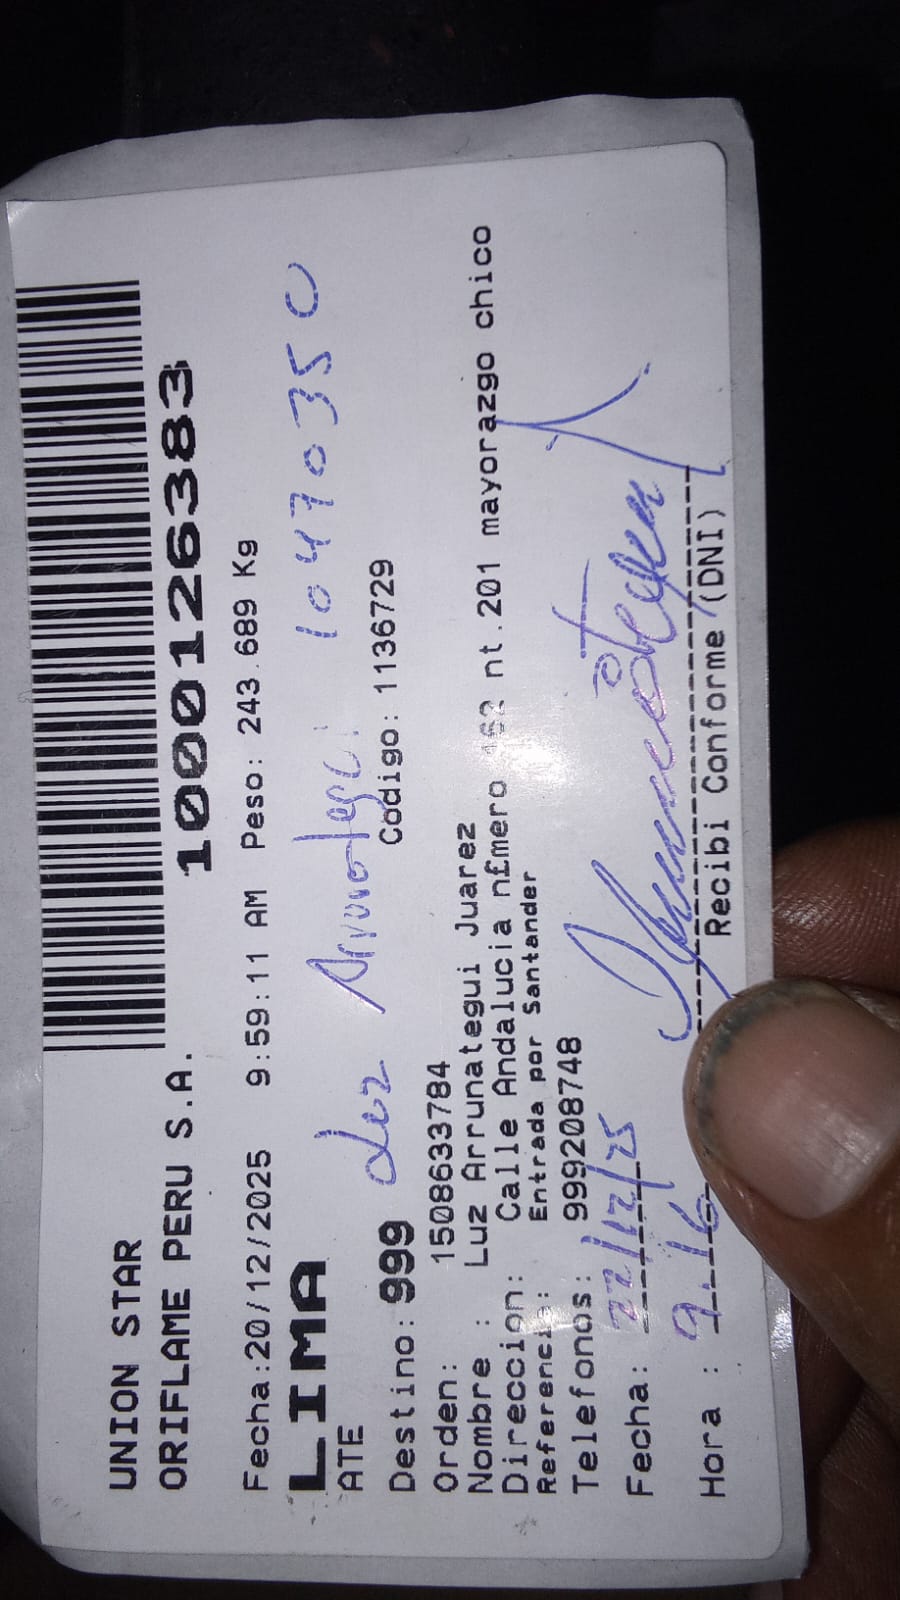 UNION STAR
ORIFLAME PERU S.A.
1000126383
Fecha:20/12/2025 9:59:11 AM Peso: 243.689 Kg
LIMA
ATE
Luz Arrunategui 10470350
Destino: 999 Codigo: 1136729
Orden: 1508633784
Nombre : Luz Arrunategui Juarez
Direccion: Calle Andalucia n£mero 162 nt.201 mayorazgo chico
Referencia: Entrada por Santander
Telefonos: 999208748
Fecha: 22/12/25
Hora : 9:16
Recibi Conforme (DNI)